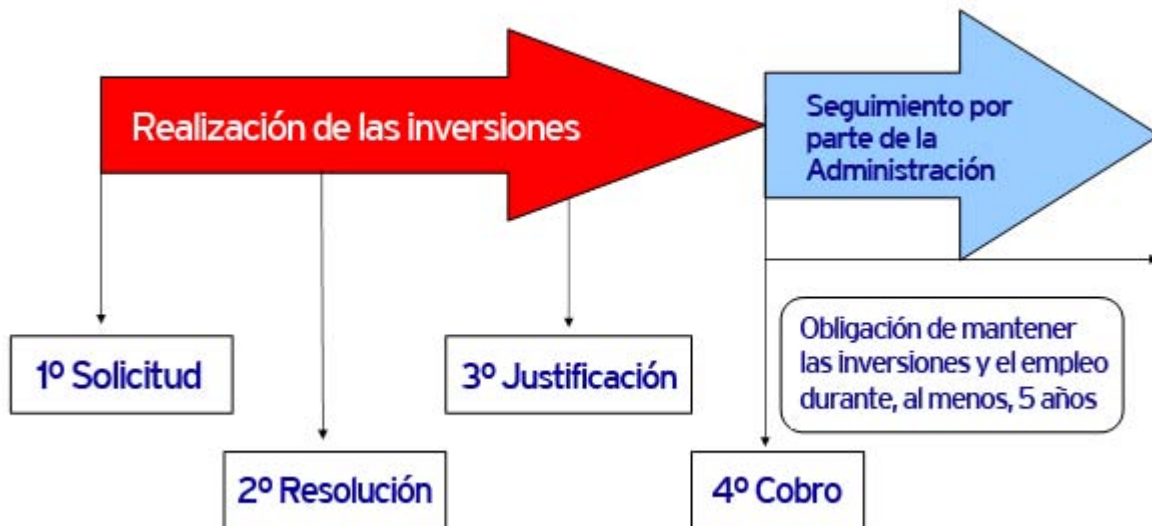 Realización de las inversiones
Seguimiento por
parte de la
Administración
1º Solicitud
2º Resolución
3º Justificación
4º Cobro
Obligación de mantener
las inversiones y el empleo
durante, al menos, 5 años